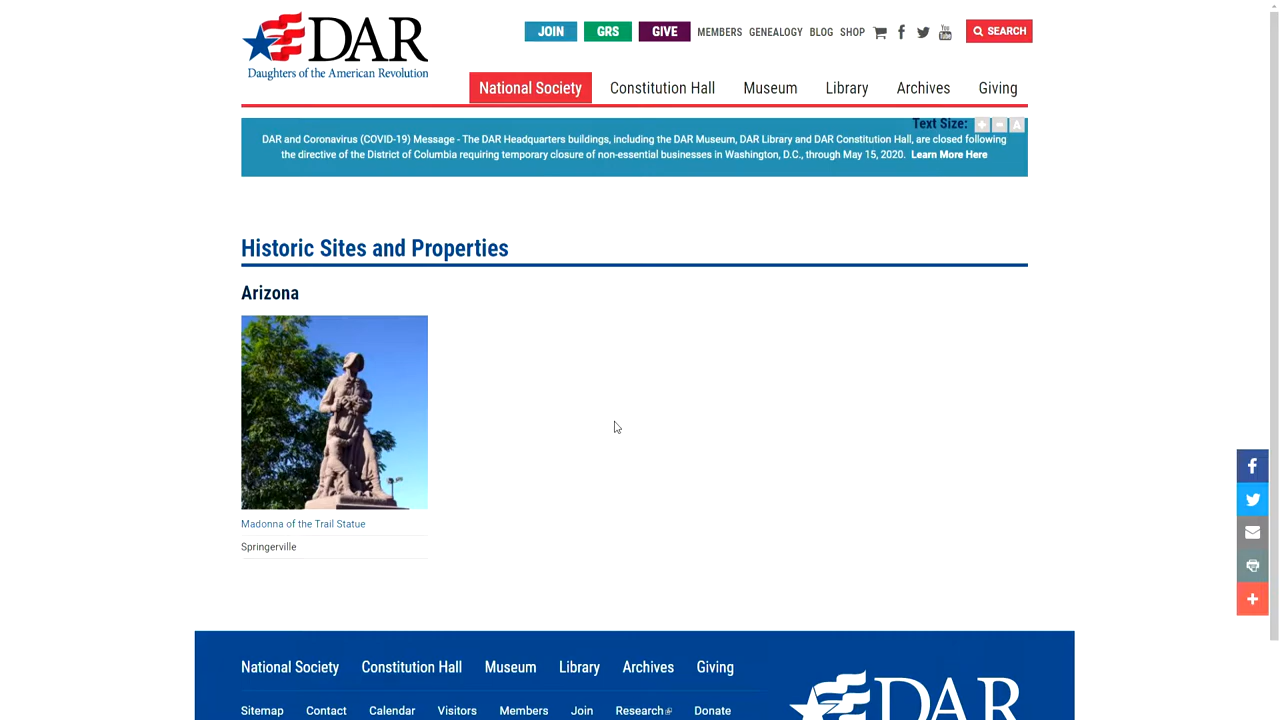 DAR
Daughters of the American Revolution
JOIN GRS GIVE MEMBERS GENEALOGY BLOG SHOP You Tube SEARCH
National Society Constitution Hall Museum Library Archives Giving
Text Size: + - A
DAR and Coronavirus (COVID-19) Message - The DAR Headquarters buildings, including the DAR Museum, DAR Library and DAR Constitution Hall, are closed following
the directive of the District of Columbia requiring temporary closure of non-essential businesses in Washington, D.C., through May 15, 2020. Learn More Here
Historic Sites and Properties
Arizona
Madonna of the Trail Statue
Springerville
National Society Constitution Hall Museum Library Archives Giving
Sitemap Contact Calendar Visitors Members Join Research Donate
DAR